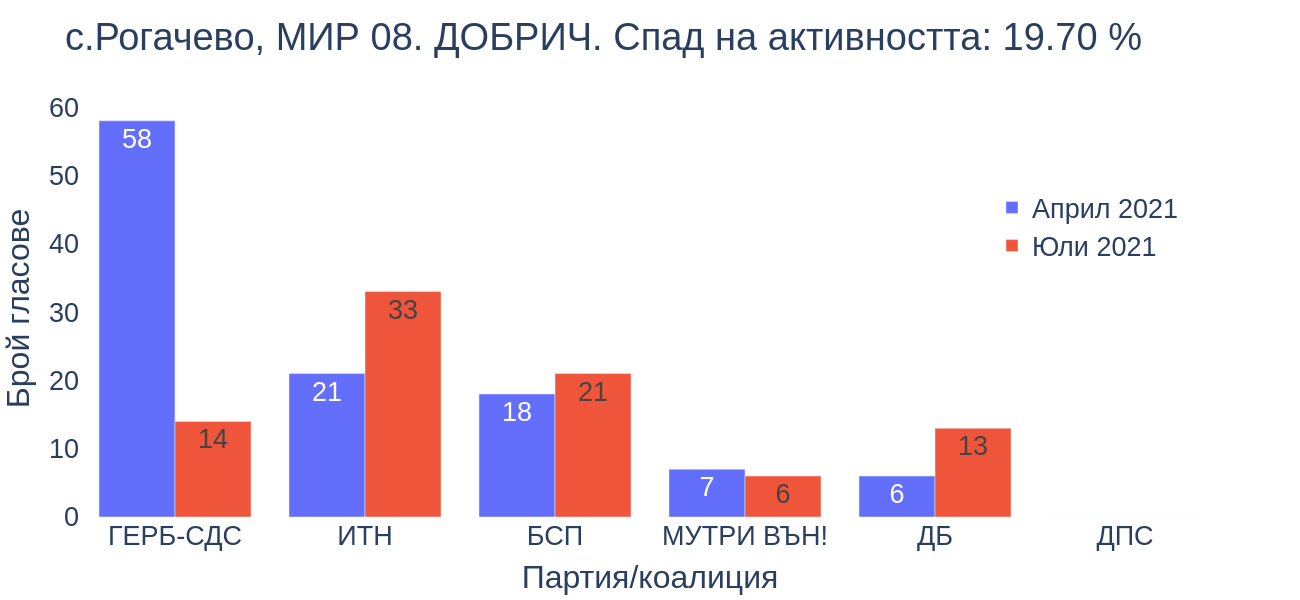 с.Рогачево, МИР 08. ДОБРИЧ. Спад на активността: 19.70 %
Брой гласове
60
50
40
30
20
10
0
58
14
21
33
18
21
7
6
6
13
Април 2021
Юли 2021
ГЕРБ-СДС
ИТН
БСП
МУТРИ ВЪН!
ДБ
ДПС
Партия/коалиция